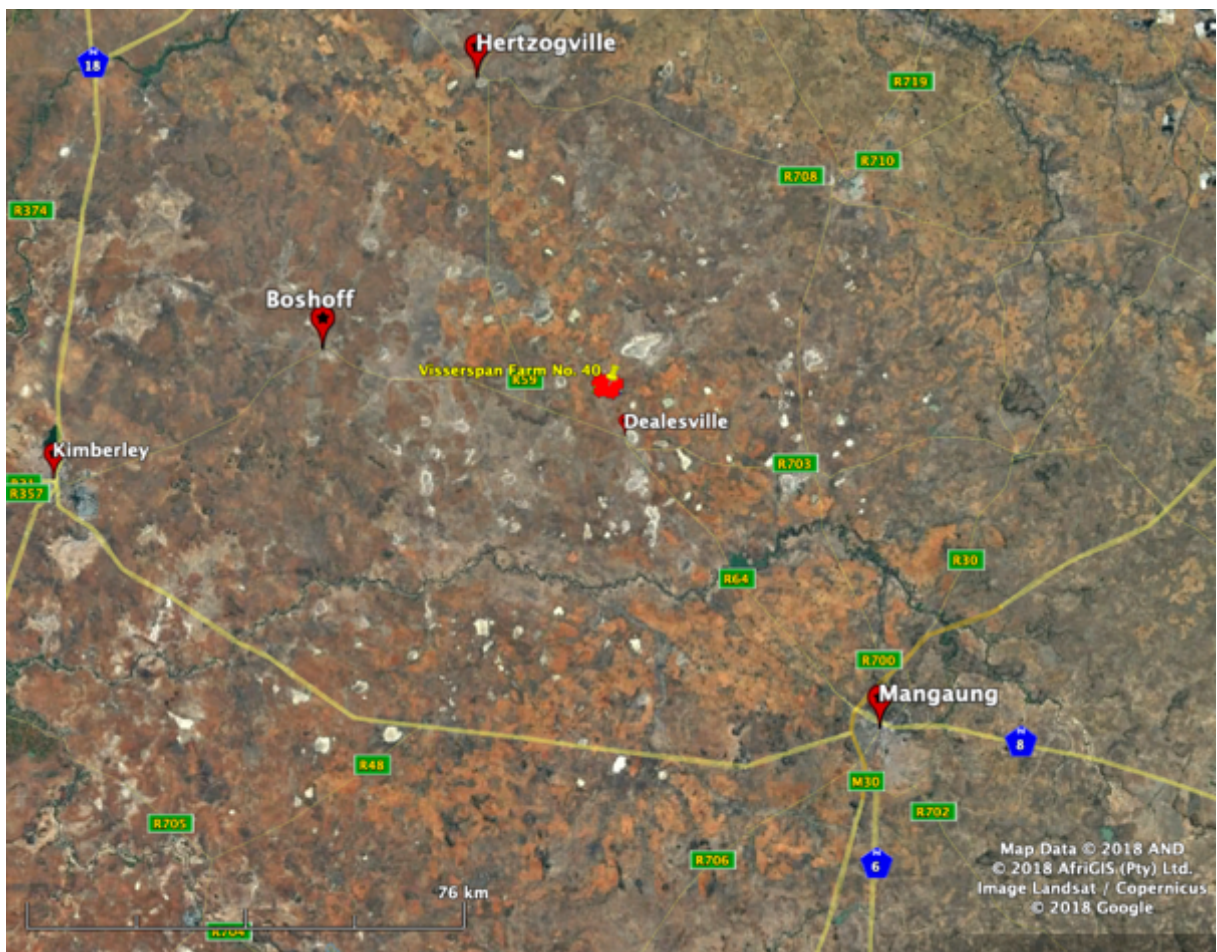 Hertzogville
N
18
R719
R710
R708
R374
Boshoff
Visserspan Farm No. 40
R59
Dealesville
Kimberley
R703
R31
R357
R30
R64
R700
Mangaung
N
8
R48
M30
R702
R705
R706
N
6
Map Data © 2018 AND
© 2018 AfriGIS (Pty) Ltd.
Image Landsat / Copernicus
© 2018 Google
76 km
R704